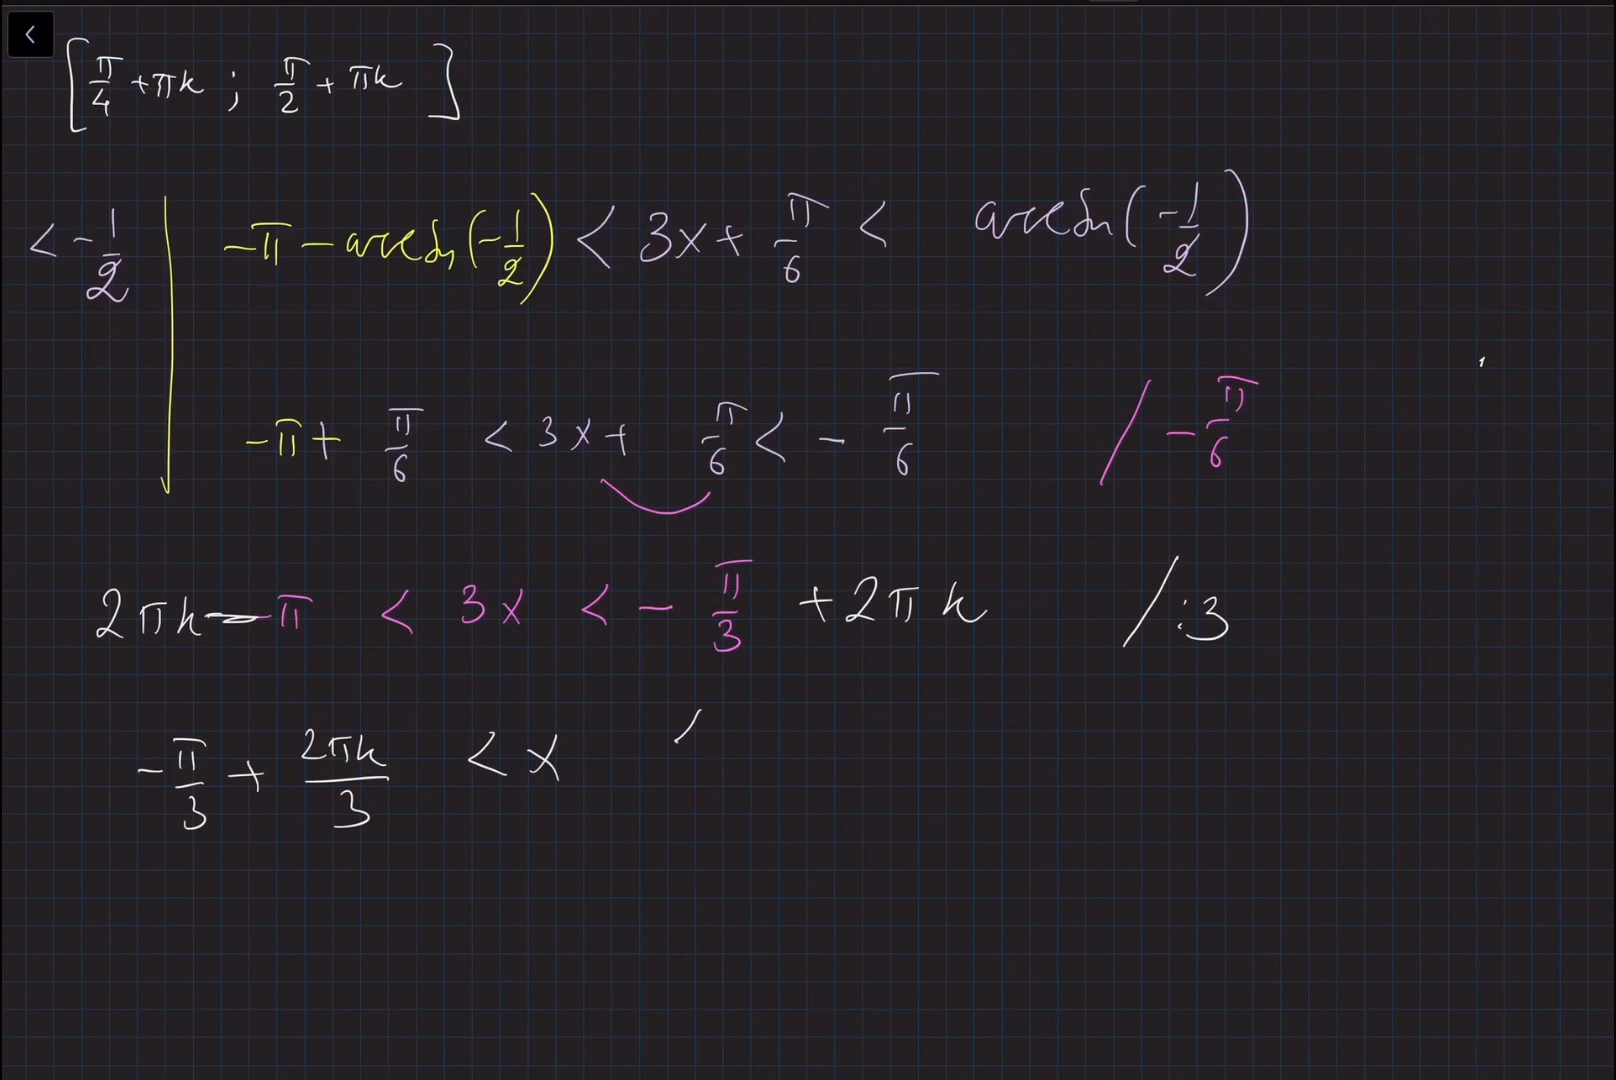 [π/4 + πk ; π/2 + πk]
< -1/2 | -π - arcsin(-1/2) < 3x + π/6 < arcsin(-1/2)
-π + π/6 < 3x + π/6 < - π/6 / - π/6
2πk - π < 3x < - π/3 + 2πk / :3
- π/3 + 2πk/3 < x